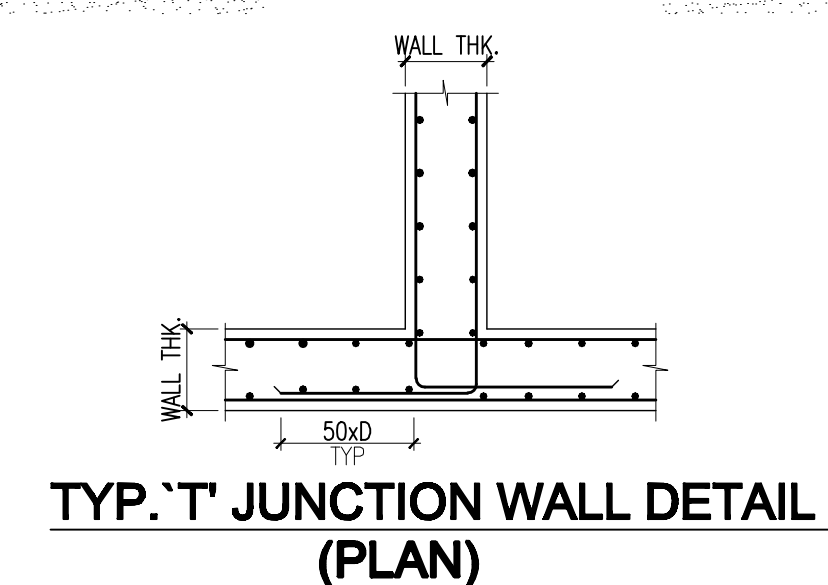 WALL THK.
WALL THK.
50xD
TYP
TYP.`T' JUNCTION WALL DETAIL
(PLAN)